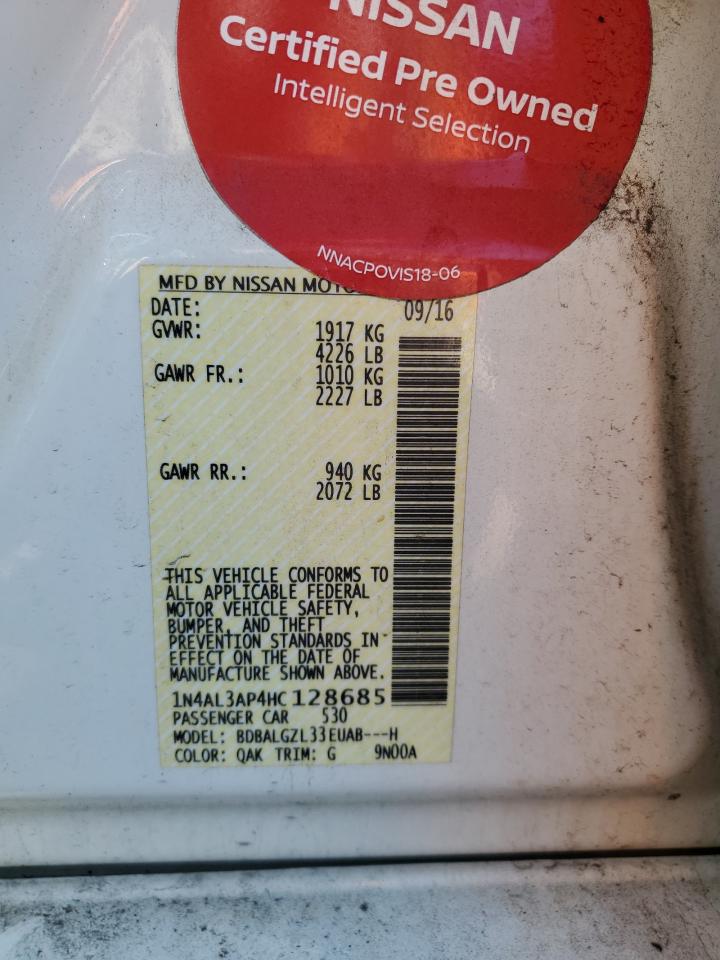 NISSAN
Certified Pre Owned
Intelligent Selection
NNACPOVIS18-06
MFD BY NISSAN
DATE: 09/16
GVWR: 1917 KG
4226 LB
GAWR FR.: 1010 KG
2227 LB
GAWR RR.: 940 KG
2072 LB
THIS VEHICLE CONFORMS TO
ALL APPLICABLE FEDERAL
MOTOR VEHICLE SAFETY,
BUMPER, AND THEFT
PREVENTION STANDARDS IN
EFFECT ON THE DATE OF
MANUFACTURE SHOWN ABOVE.
1N4AL3AP4HC128685
PASSENGER CAR 530
MODEL: BDBALGZL33EUAB---H
COLOR: QAK TRIM: G 9N00A